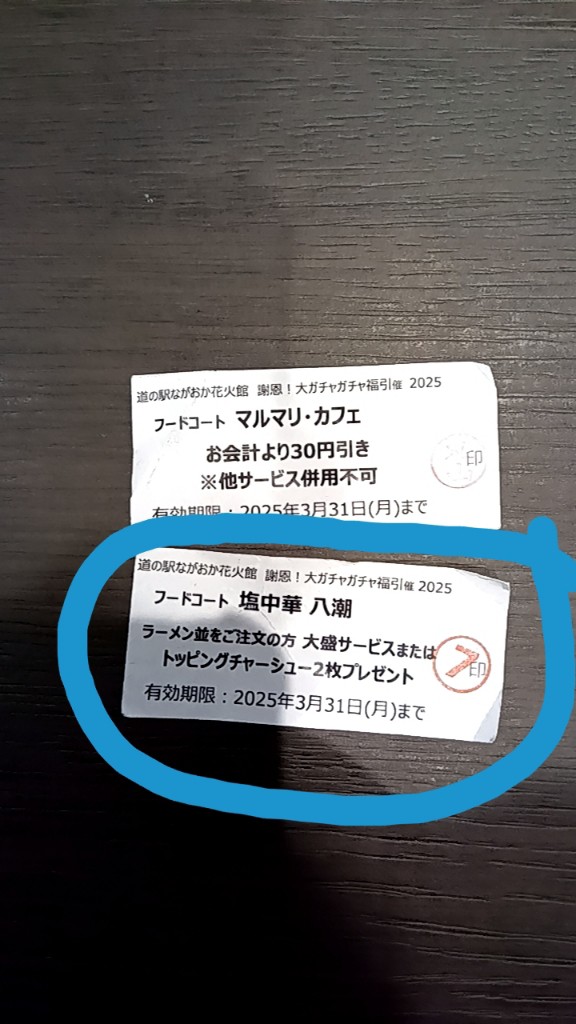 道の駅ながおか花火館 謝恩！大ガチャガチャ福引催 2025
フードコート マルマリ・カフェ
お会計より30円引き
※他サービス併用不可
印
有効期限：2025年3月31日(月)まで
道の駅ながおか花火館 謝恩！大ガチャガチャ福引催 2025
フードコート 塩中華 八潮
ラーメン並をご注文の方 大盛サービスまたは
トッピングチャーシュー2枚プレゼント
印
有効期限：2025年3月31日(月)まで